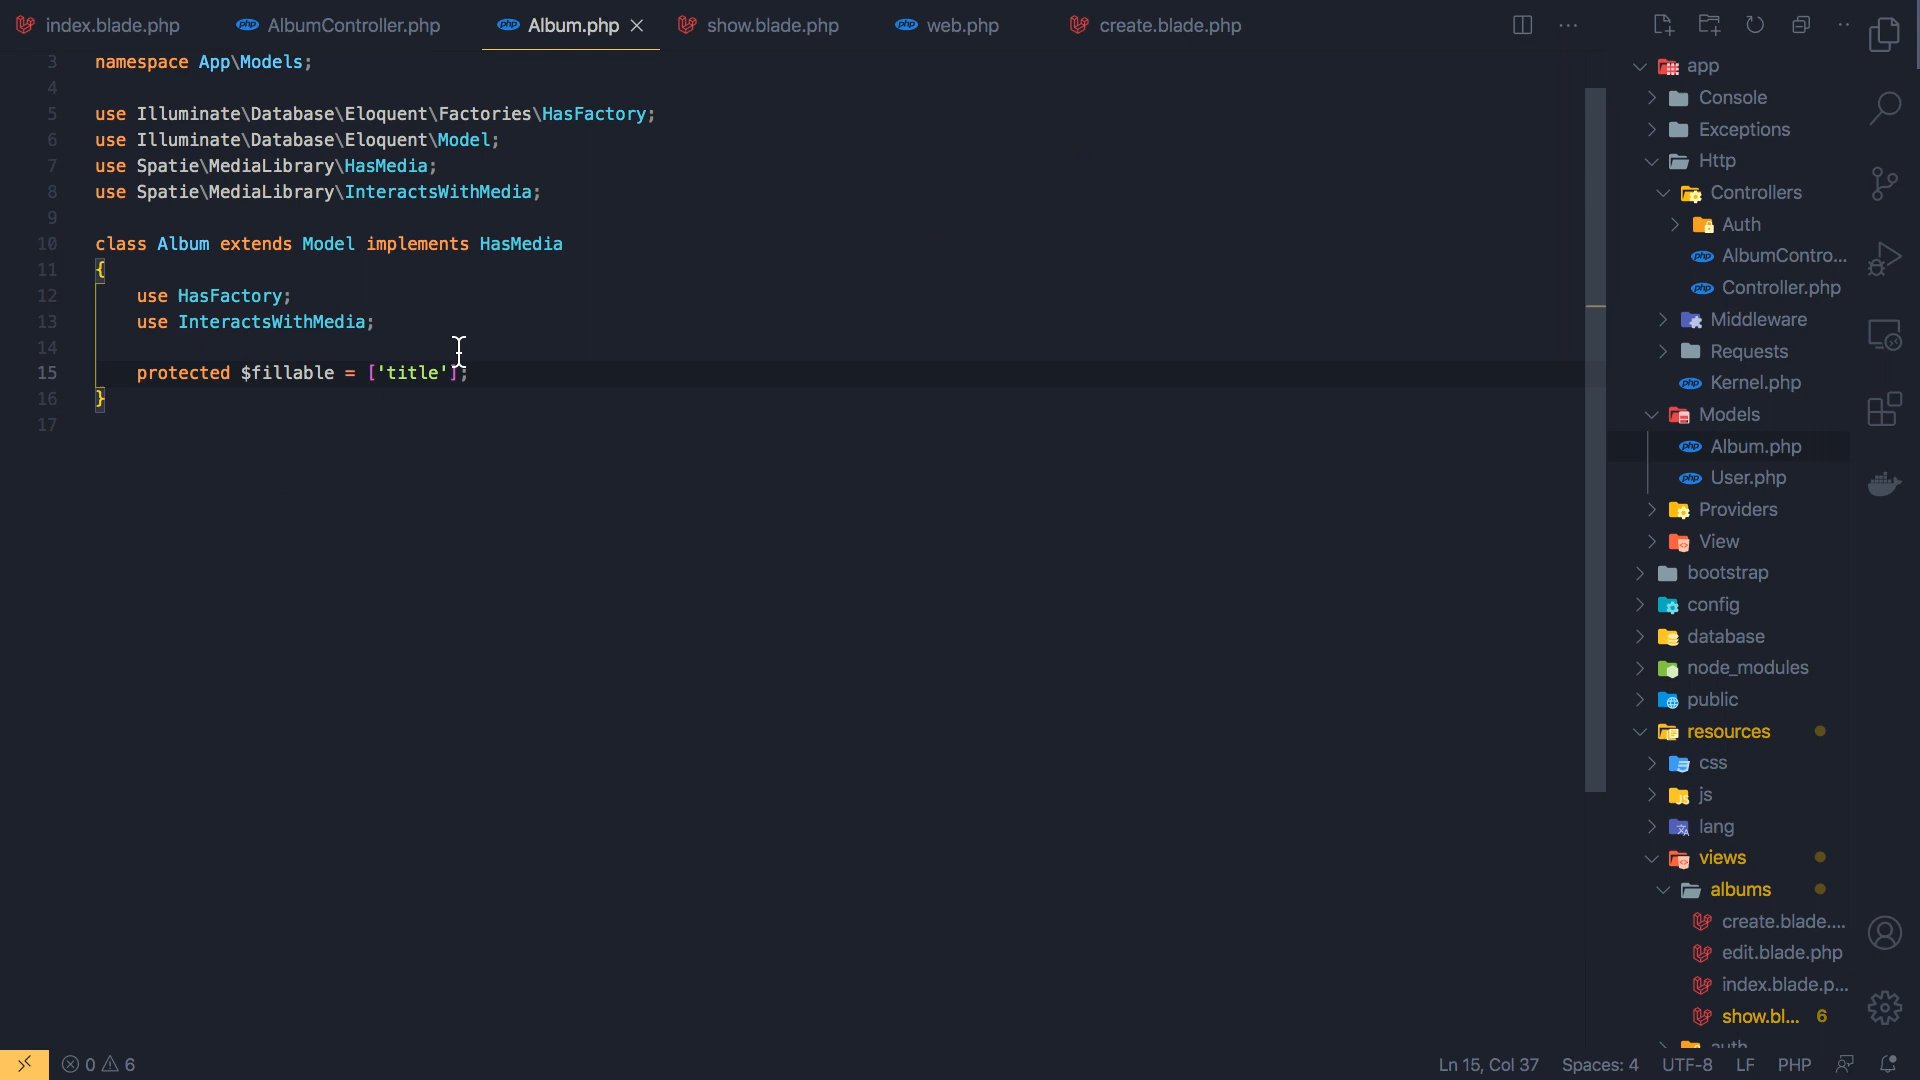 index.blade.php
AlbumController.php
Album.php
show.blade.php
web.php
create.blade.php
3 namespace App\Models;
4
5 use Illuminate\Database\Eloquent\Factories\HasFactory;
6 use Illuminate\Database\Eloquent\Model;
7 use Spatie\MediaLibrary\HasMedia;
8 use Spatie\MediaLibrary\InteractsWithMedia;
9
10 class Album extends Model implements HasMedia
11 {
12 use HasFactory;
13 use InteractsWithMedia;
14
15 protected $fillable = ['title'];
16 }
17
app
Console
Exceptions
Http
Controllers
Auth
AlbumContro...
Controller.php
Middleware
Requests
Kernel.php
Models
Album.php
User.php
Providers
View
bootstrap
config
database
node_modules
public
resources
css
js
lang
views
albums
create.blade....
edit.blade.php
index.blade.p...
show.bl... 6
auth
0 6
Ln 15, Col 37
Spaces: 4
UTF-8
LF
PHP